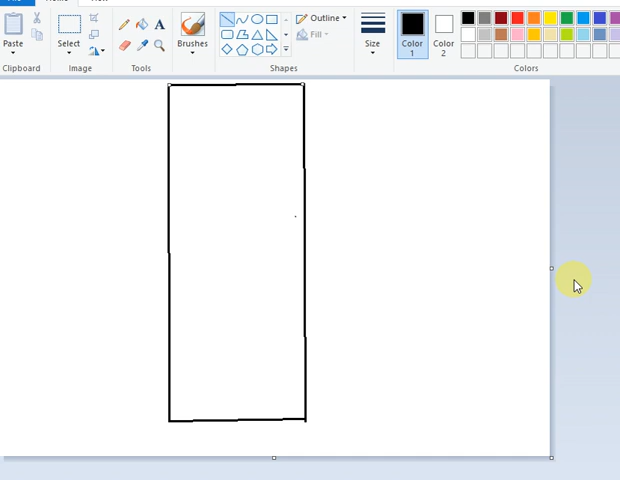 Paste
Select
Brushes
Outline
Fill
Size
Color
1
Color
2
Clipboard
Image
Tools
Shapes
Colors